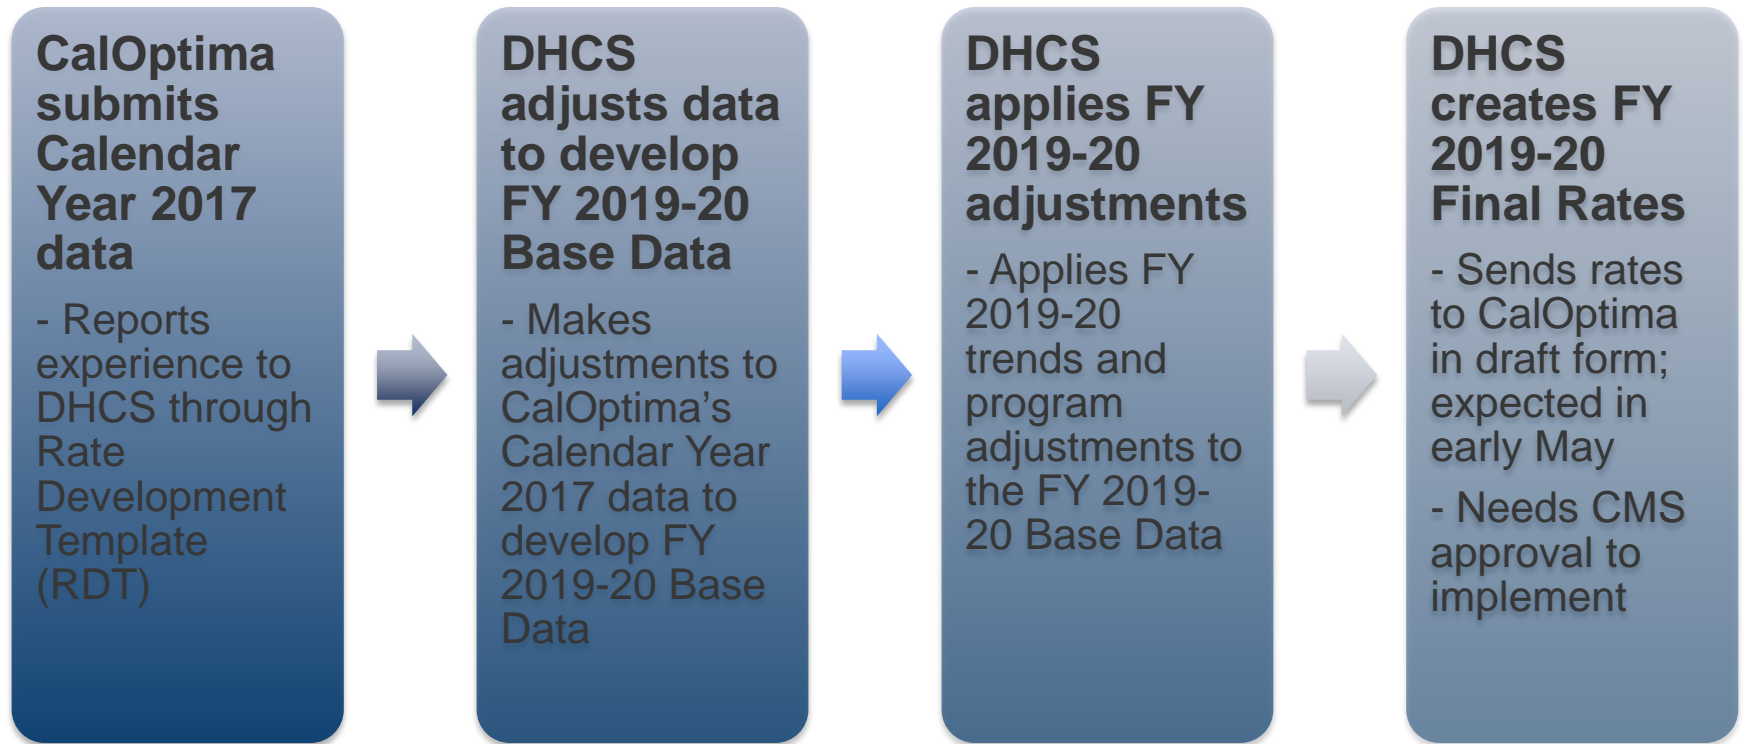 CalOptima
submits
Calendar
Year 2017
data
- Reports
experience to
DHCS through
Rate
Development
Template
(RDT)
DHCS
adjusts data
to develop
FY 2019-20
Base Data
- Makes
adjustments to
CalOptima’s
Calendar Year
2017 data to
develop FY
2019-20 Base
Data
DHCS
applies FY
2019-20
adjustments
- Applies FY
2019-20
trends and
program
adjustments to
the FY 2019-
20 Base Data
DHCS
creates FY
2019-20
Final Rates
- Sends rates
to CalOptima
in draft form;
expected in
early May
- Needs CMS
approval to
implement